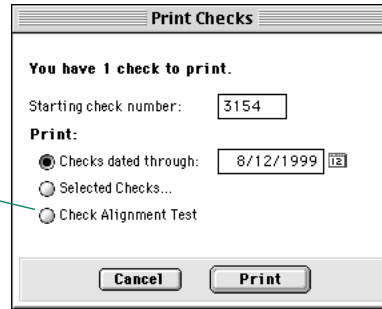 Print Checks
You have 1 check to print.
Starting check number: 3154
Print:
Checks dated through: 8/12/1999 12
Selected Checks...
Check Alignment Test
Cancel Print